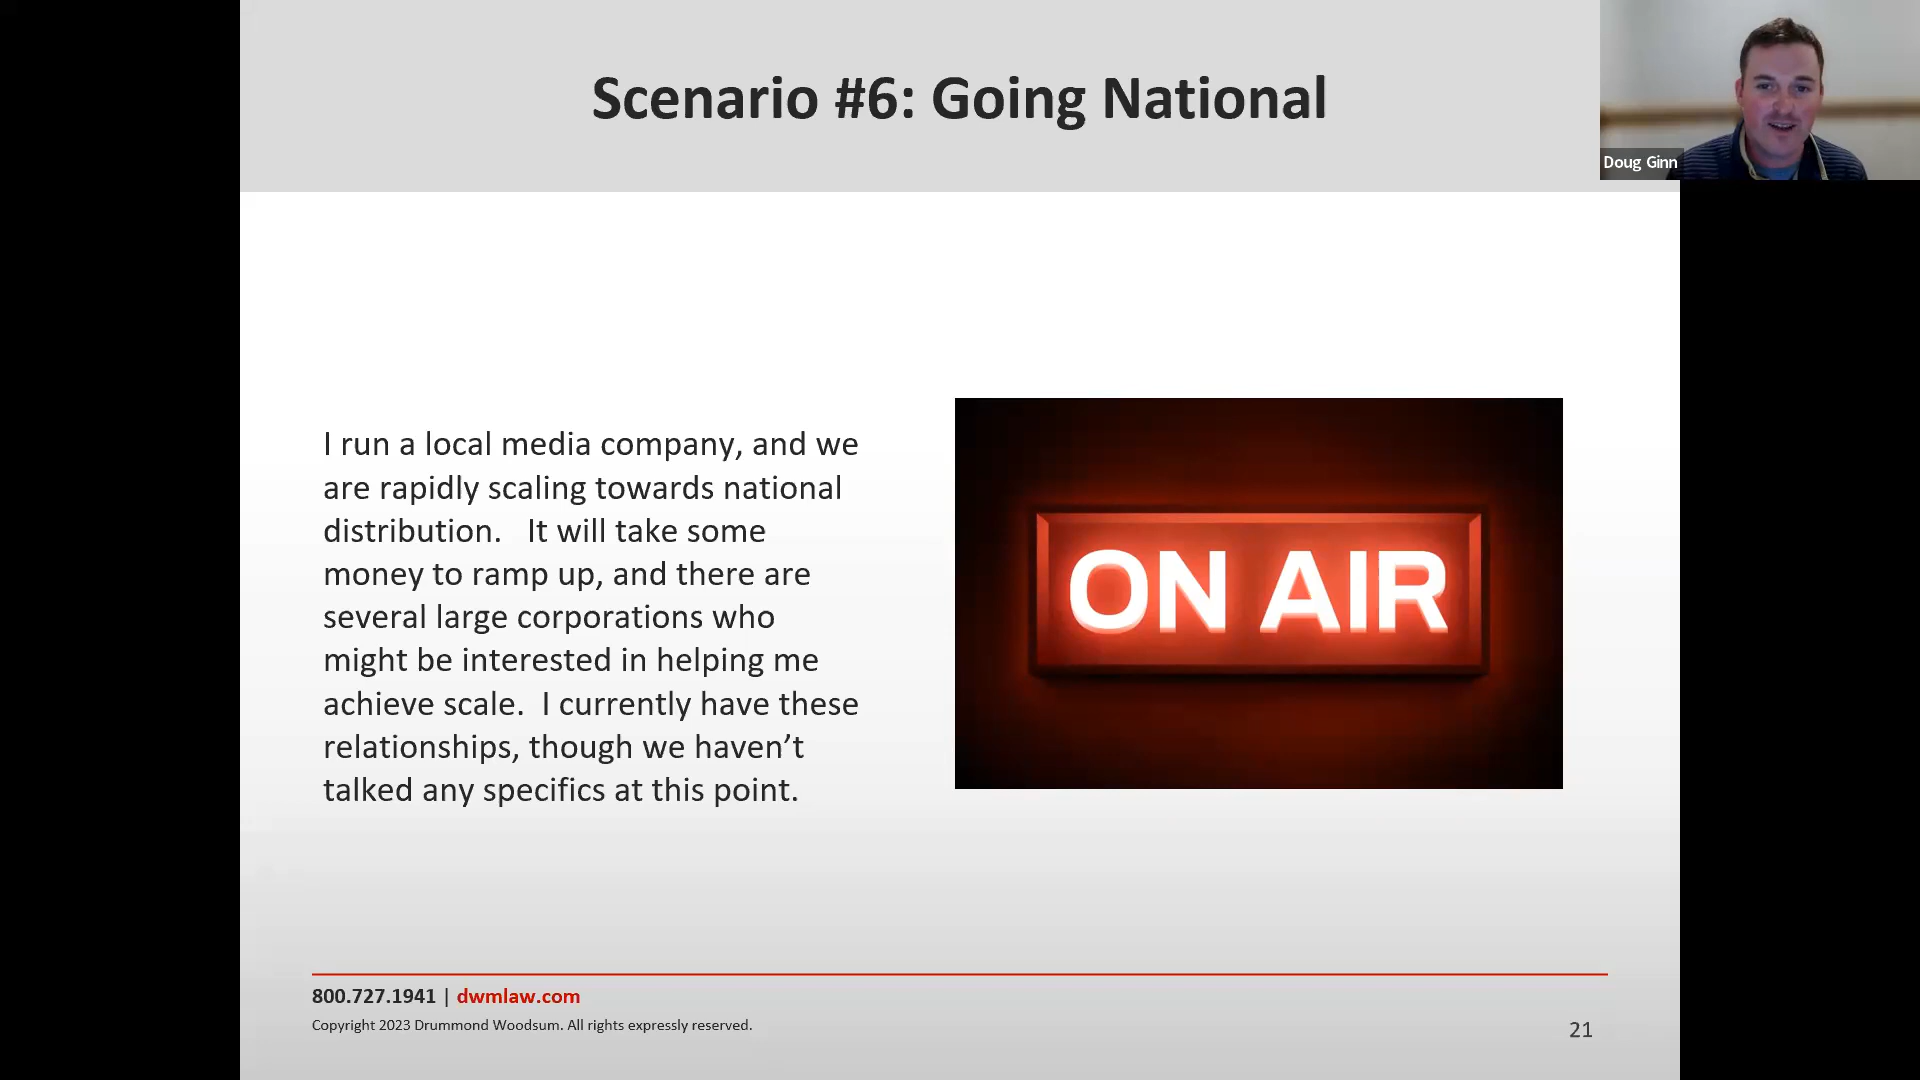 Scenario #6: Going National
Doug Ginn
I run a local media company, and we
are rapidly scaling towards national
distribution.   It will take some
money to ramp up, and there are
several large corporations who
might be interested in helping me
achieve scale.  I currently have these
relationships, though we haven’t
talked any specifics at this point.
ON AIR
800.727.1941 | dwmlaw.com
Copyright 2023 Drummond Woodsum. All rights expressly reserved.
21